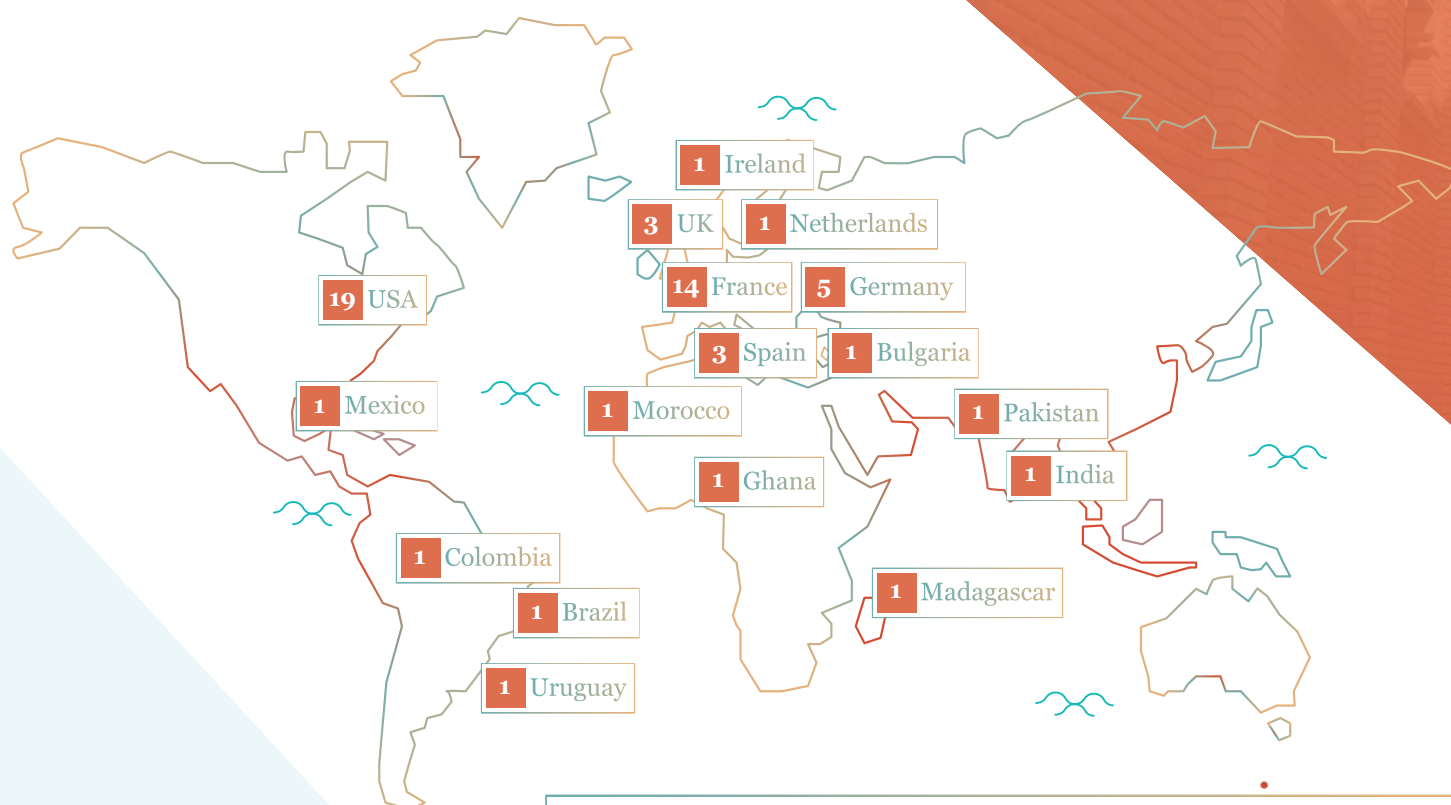 1 Ireland
3 UK
1 Netherlands
14 France
5 Germany
19 USA
3 Spain
1 Bulgaria
1 Mexico
1 Morocco
1 Pakistan
1 India
1 Ghana
1 Colombia
1 Madagascar
1 Brazil
1 Uruguay